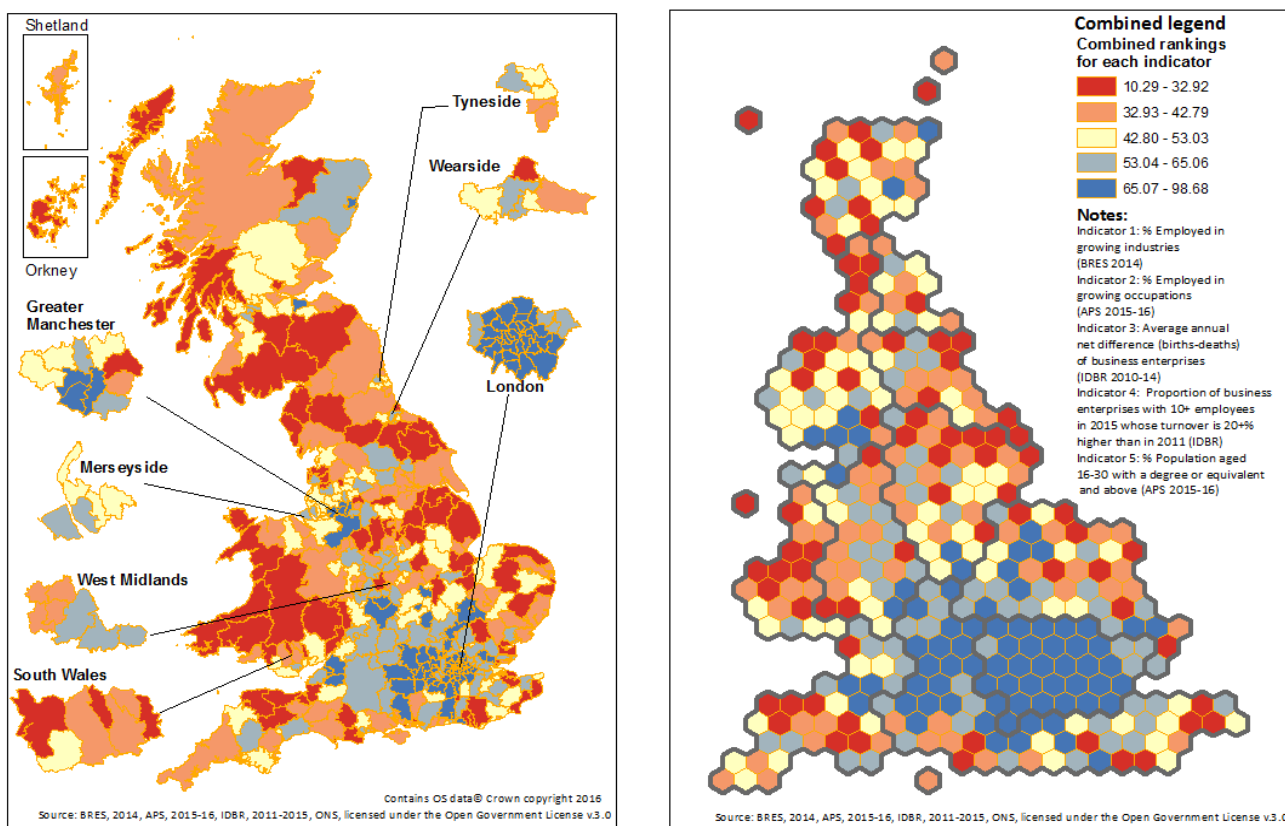 Shetland
Orkney
Tyneside
Wearside
Greater
Manchester
London
Merseyside
West Midlands
South Wales
Contains OS data© Crown copyright 2016
Source: BRES, 2014, APS, 2015-16, IDBR, 2011-2015, ONS, licensed under the Open Government License v.3.0
Combined legend
Combined rankings
for each indicator
10.29 - 32.92
32.93 - 42.79
42.80 - 53.03
53.04 - 65.06
65.07 - 98.68
Notes:
Indicator 1: % Employed in
growing industries
(BRES 2014)
Indicator 2: % Employed in
growing occupations
(APS 2015-16)
Indicator 3: Average annual
net difference (births-deaths)
of business enterprises
(IDBR 2010-14)
Indicator 4: Proportion of business
enterprises with 10+ employees
in 2015 whose turnover is 20+%
higher than in 2011 (IDBR)
Indicator 5: % Population aged
16-30 with a degree or equivalent
and above (APS 2015-16)
Source: BRES, 2014, APS, 2015-16, IDBR, 2011-2015, ONS, licensed under the Open Government License v.3.0